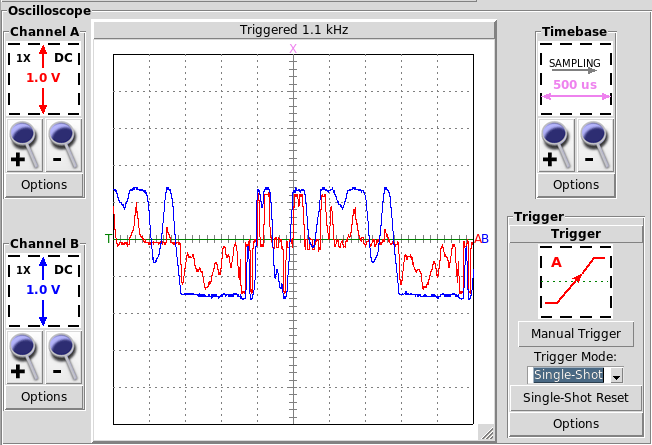 Oscilloscope
Channel A
1X DC
1.0 V
+ -
Options
Channel B
1X DC
1.0 V
+ -
Options
Triggered 1.1 kHz
X
T
AB
Timebase
SAMPLING
500 us
+ -
Options
Trigger
Trigger
A
Manual Trigger
Trigger Mode:
Single-Shot
Single-Shot Reset
Options